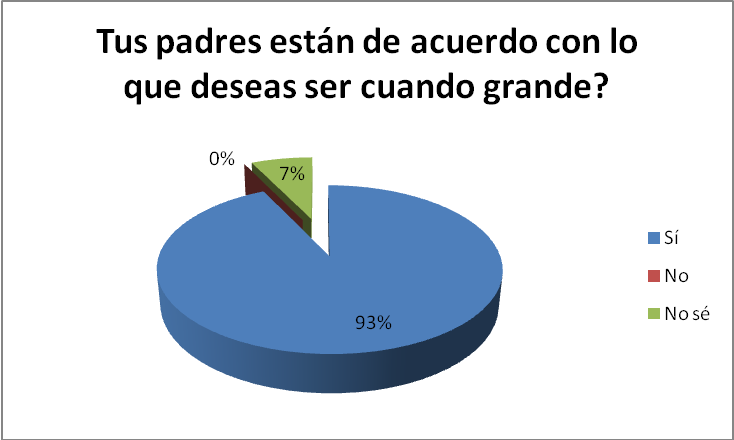 Tus padres están de acuerdo con lo
que deseas ser cuando grande?
0%
7%
93%
Sí
No
No sé